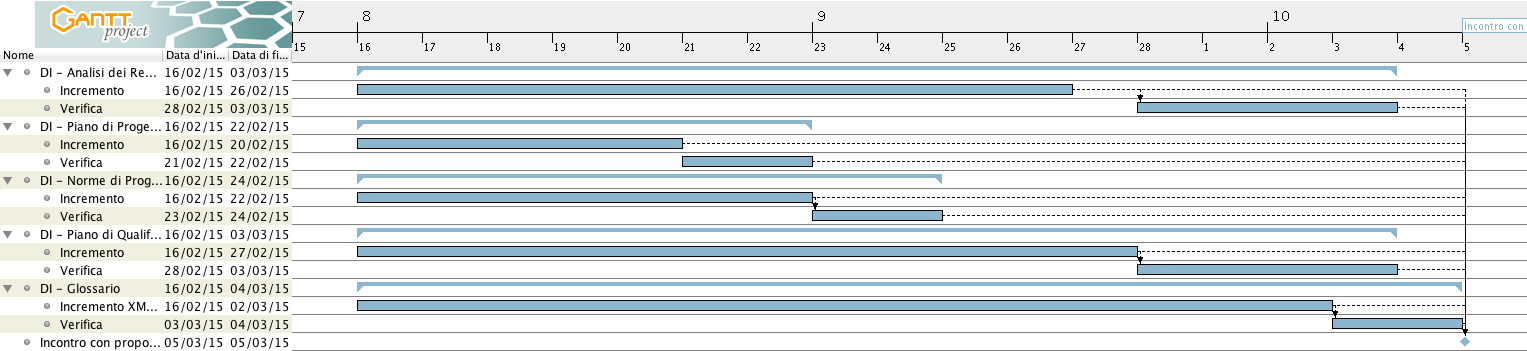 GANTT
project
7 8 9 10
15 16 17 18 19 20 21 22 23 24 25 26 27 28 1 2 3 4 5
Incontro con
Nome Data d'ini... Data di fi...
DI - Analisi dei Re... 16/02/15 03/03/15
Incremento 16/02/15 26/02/15
Verifica 28/02/15 03/03/15
DI - Piano di Proge... 16/02/15 22/02/15
Incremento 16/02/15 20/02/15
Verifica 21/02/15 22/02/15
DI - Norme di Prog... 16/02/15 24/02/15
Incremento 16/02/15 22/02/15
Verifica 23/02/15 24/02/15
DI - Piano di Qualif... 16/02/15 03/03/15
Incremento 16/02/15 27/02/15
Verifica 28/02/15 03/03/15
DI - Glossario 16/02/15 04/03/15
Incremento XM... 16/02/15 02/03/15
Verifica 03/03/15 04/03/15
Incontro con propo... 05/03/15 05/03/15